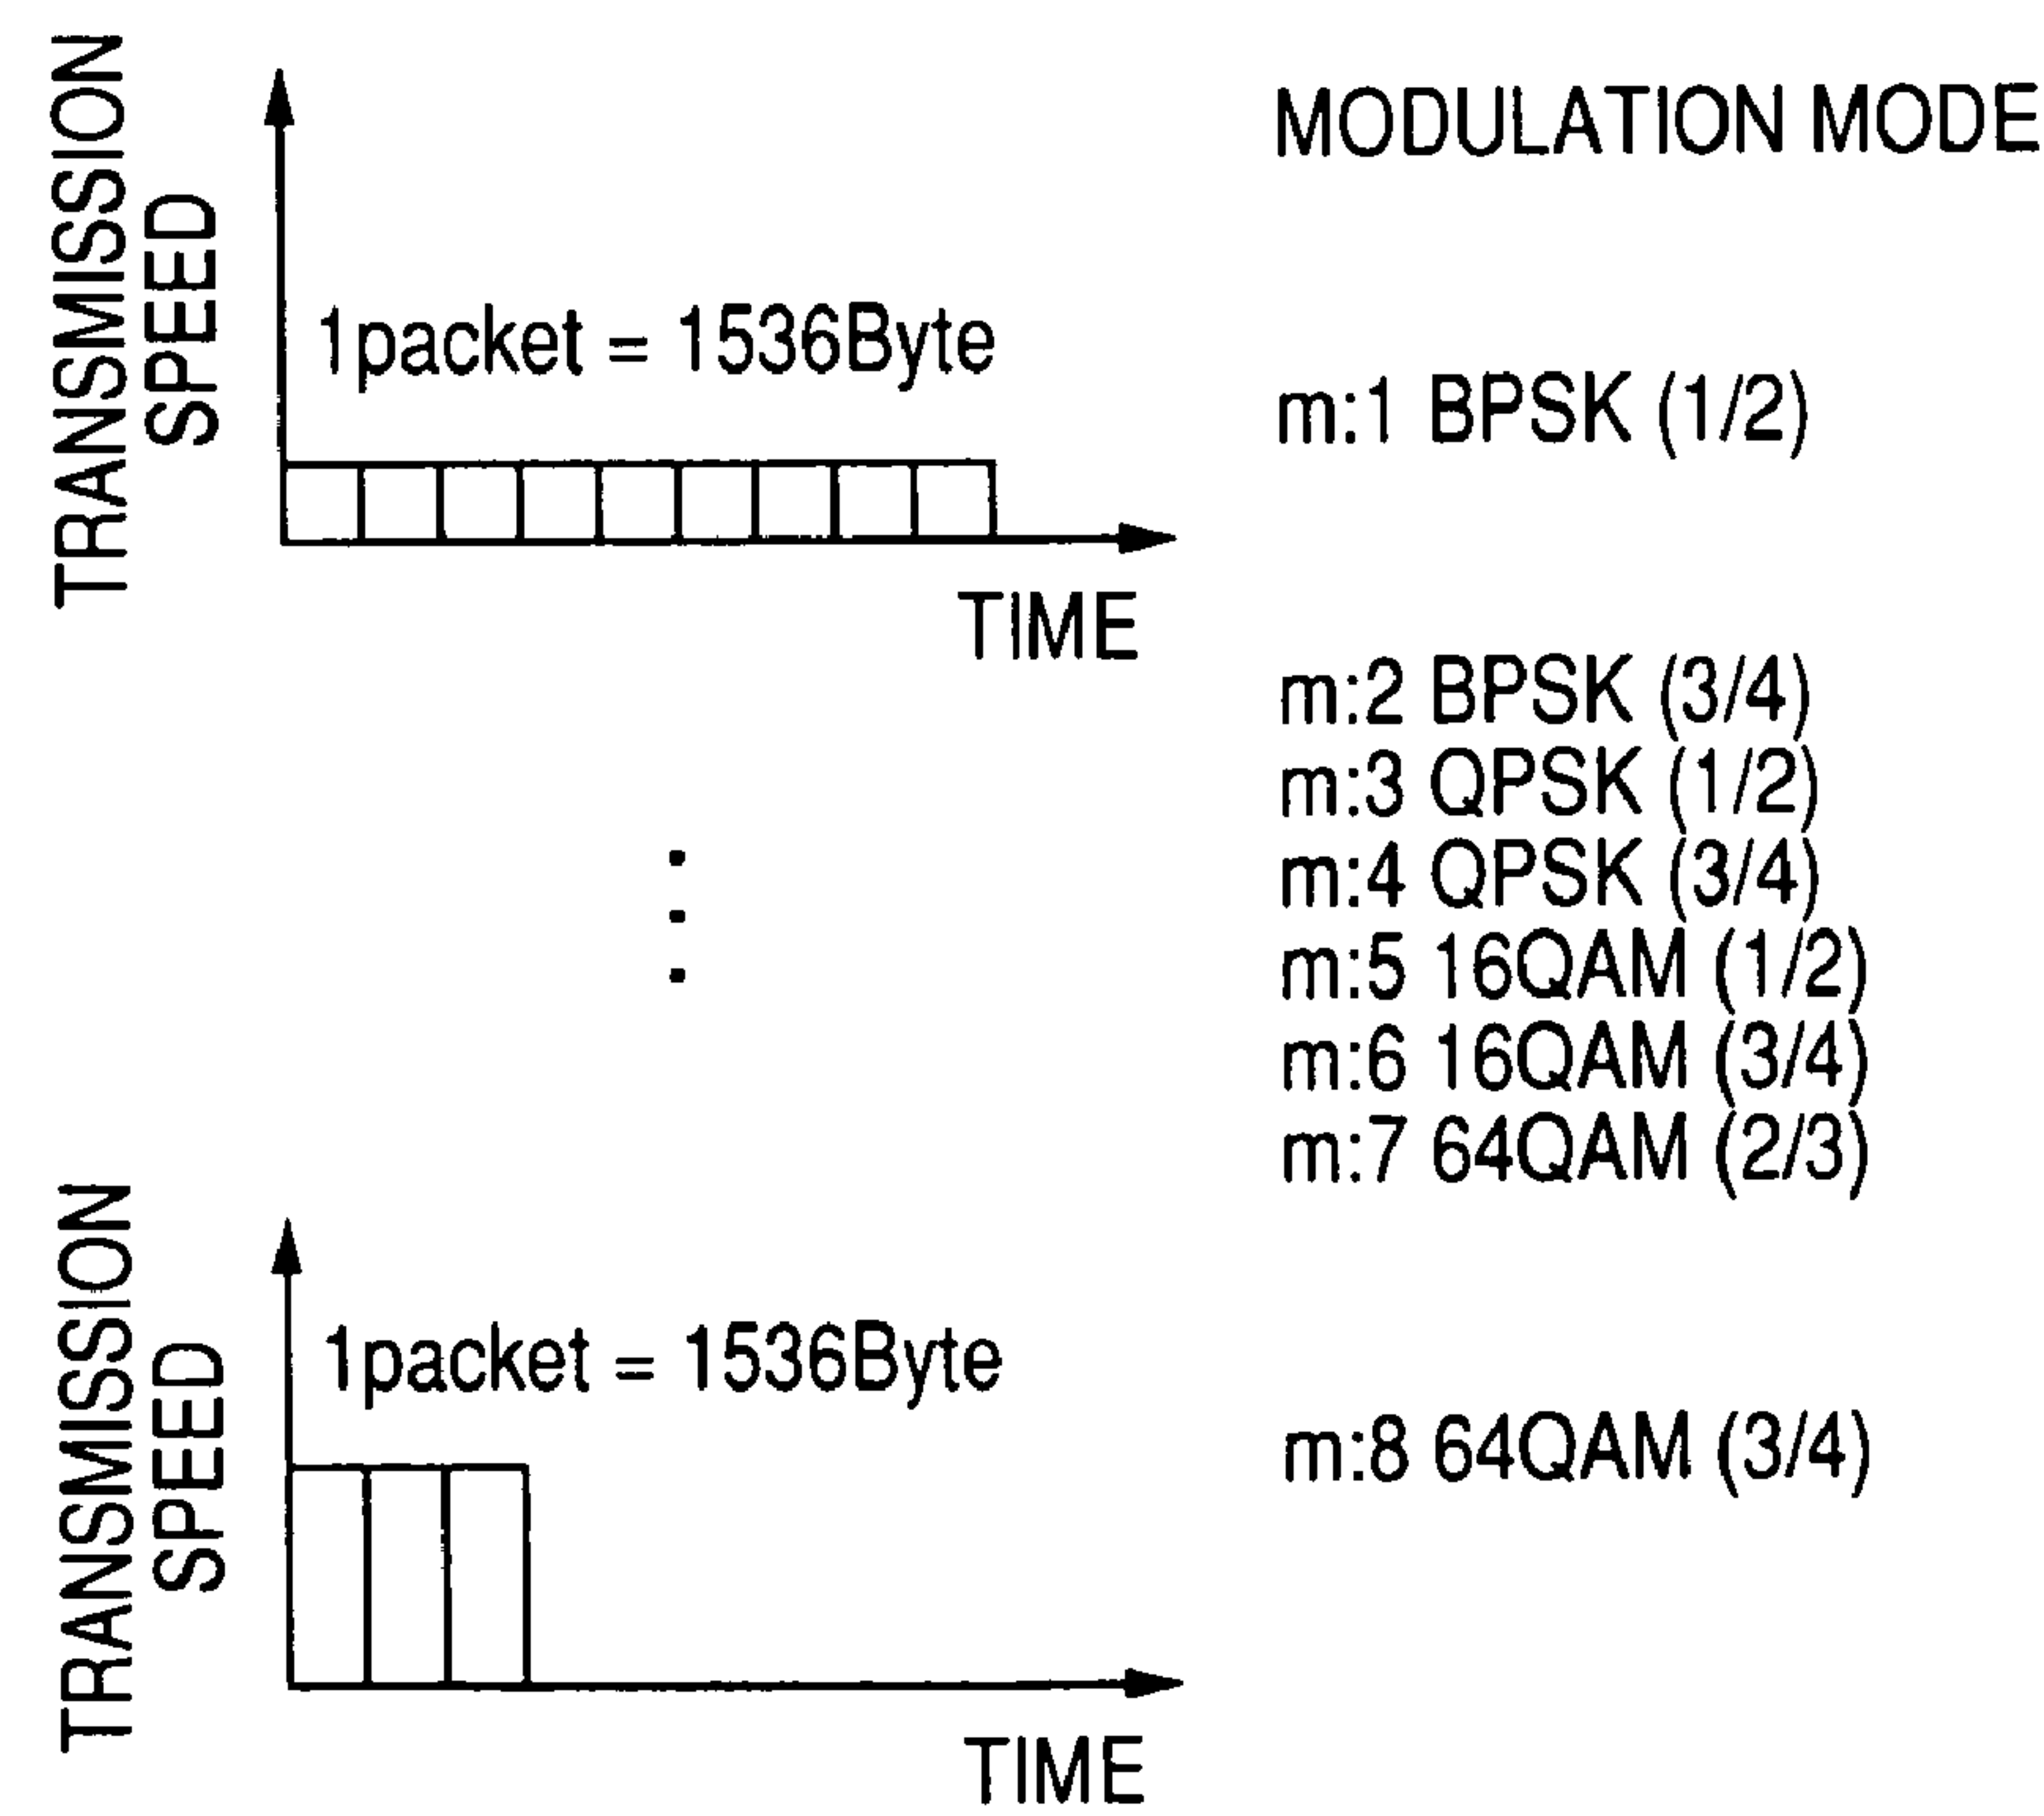 MODULATION MODE
TRANSMISSION
SPEED
1packet = 1536Byte
m:1 BPSK (1/2)
TIME
m:2 BPSK (3/4)
m:3 QPSK (1/2)
m:4 QPSK (3/4)
m:5 16QAM (1/2)
m:6 16QAM (3/4)
m:7 64QAM (2/3)
TRANSMISSION
SPEED
1packet = 1536Byte
m:8 64QAM (3/4)
TIME